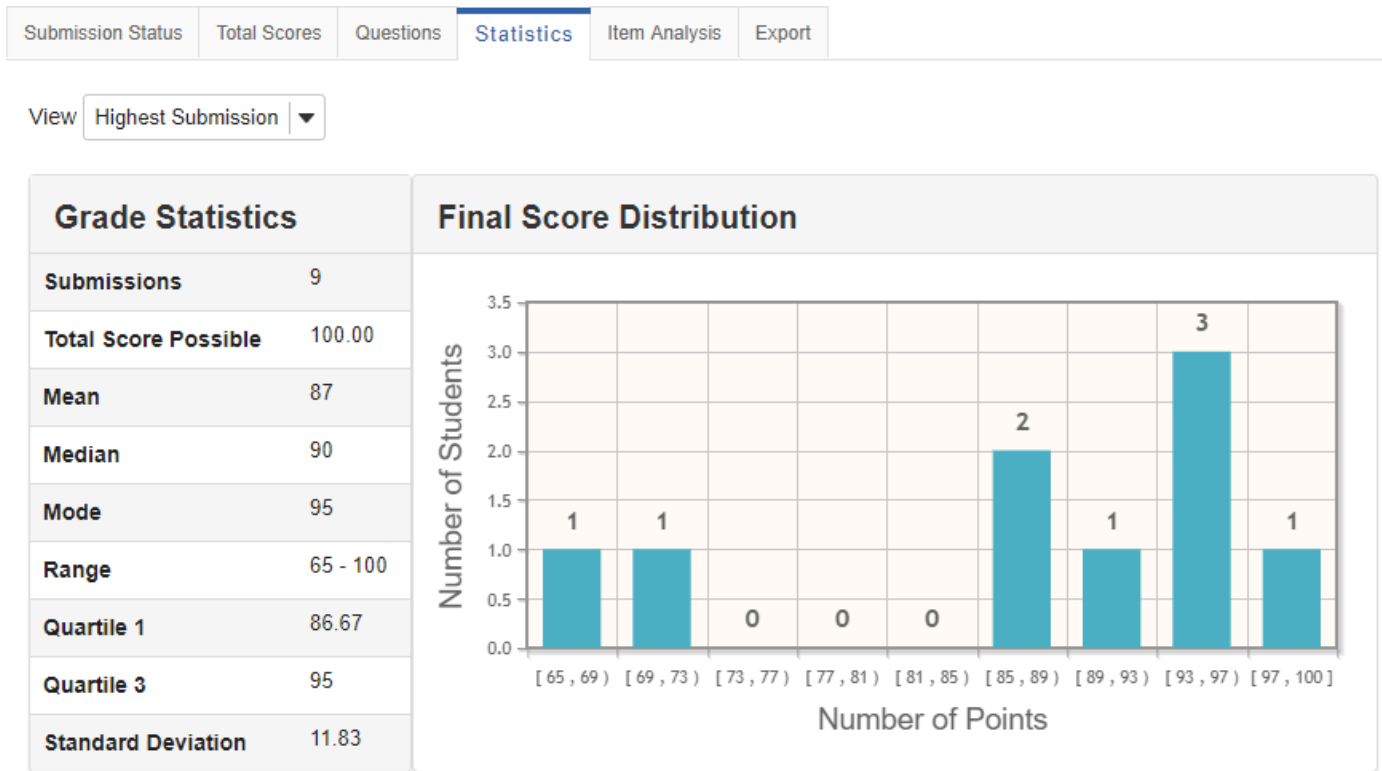 Submission Status Total Scores Questions Statistics Item Analysis Export
View Highest Submission
Grade Statistics
Submissions 9
Total Score Possible 100.00
Mean 87
Median 90
Mode 95
Range 65 - 100
Quartile 1 86.67
Quartile 3 95
Standard Deviation 11.83
Final Score Distribution
Number of Students
3.5
3.0
2.5
2.0
1.5
1.0
0.5
0.0
1 1 0 0 0 2 1 3 1
[ 65 , 69 ) [ 69 , 73 ) [ 73 , 77 ) [ 77 , 81 ) [ 81 , 85 ) [ 85 , 89 ) [ 89 , 93 ) [ 93 , 97 ) [ 97 , 100 ]
Number of Points